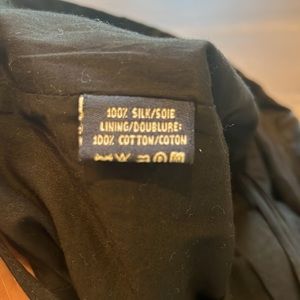 100% SILK/SOIE
LINING/DOUBLURE:
100% COTTON/COTON